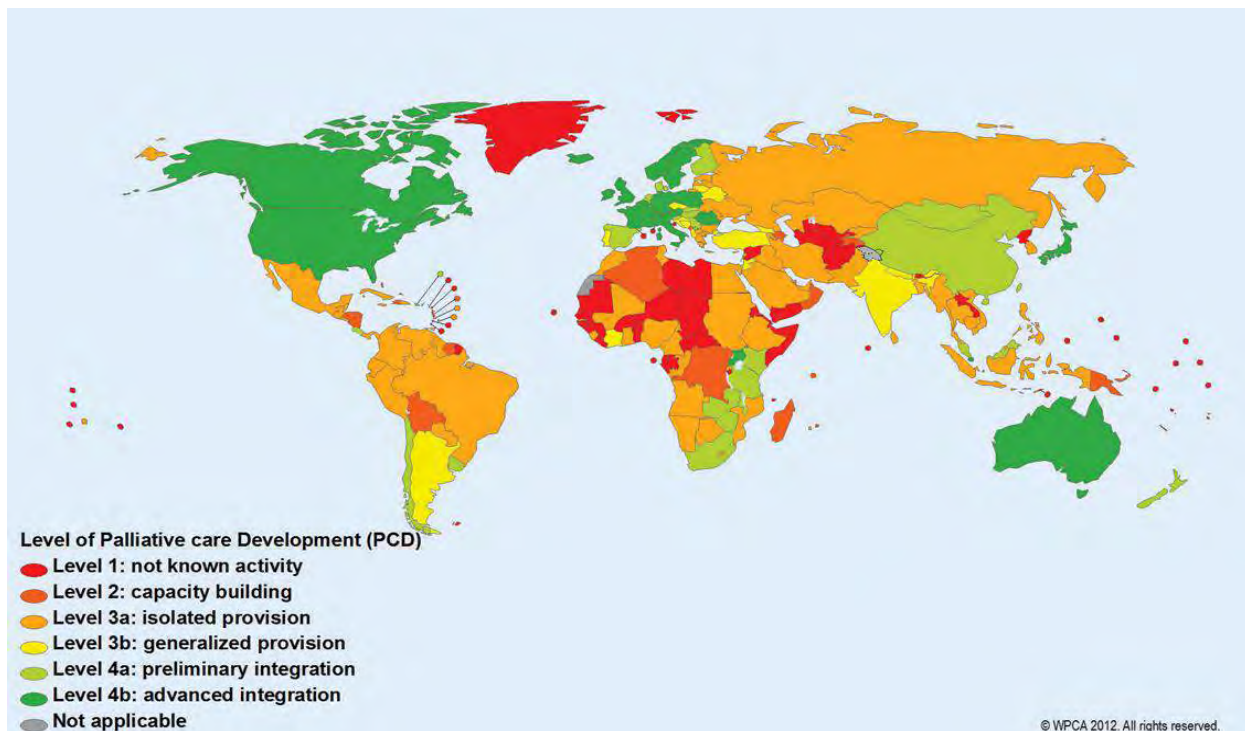 Level of Palliative care Development (PCD)
Level 1: not known activity
Level 2: capacity building
Level 3a: isolated provision
Level 3b: generalized provision
Level 4a: preliminary integration
Level 4b: advanced integration
Not applicable
© WPCA 2012. All rights reserved.